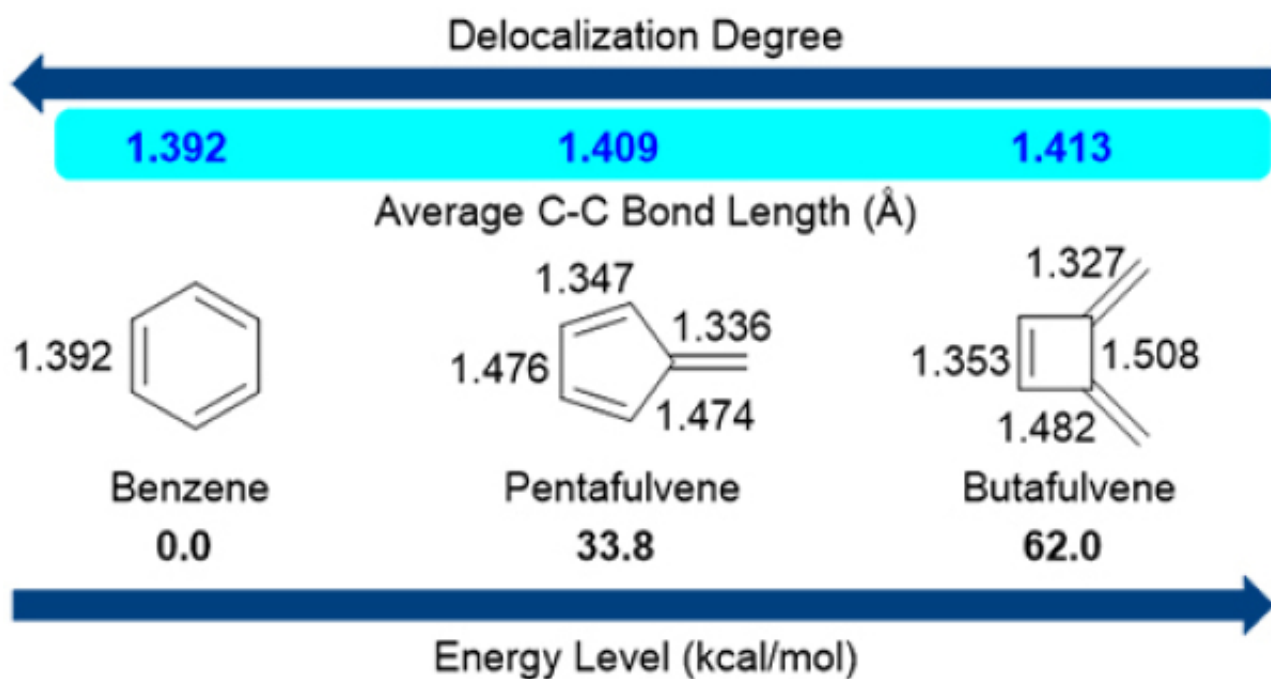 Delocalization Degree
1.392 1.409 1.413
Average C-C Bond Length (Å)
1.392
1.347
1.336
1.476
1.474
1.327
1.353
1.508
1.482
Benzene Pentafulvene Butafulvene
0.0 33.8 62.0
Energy Level (kcal/mol)